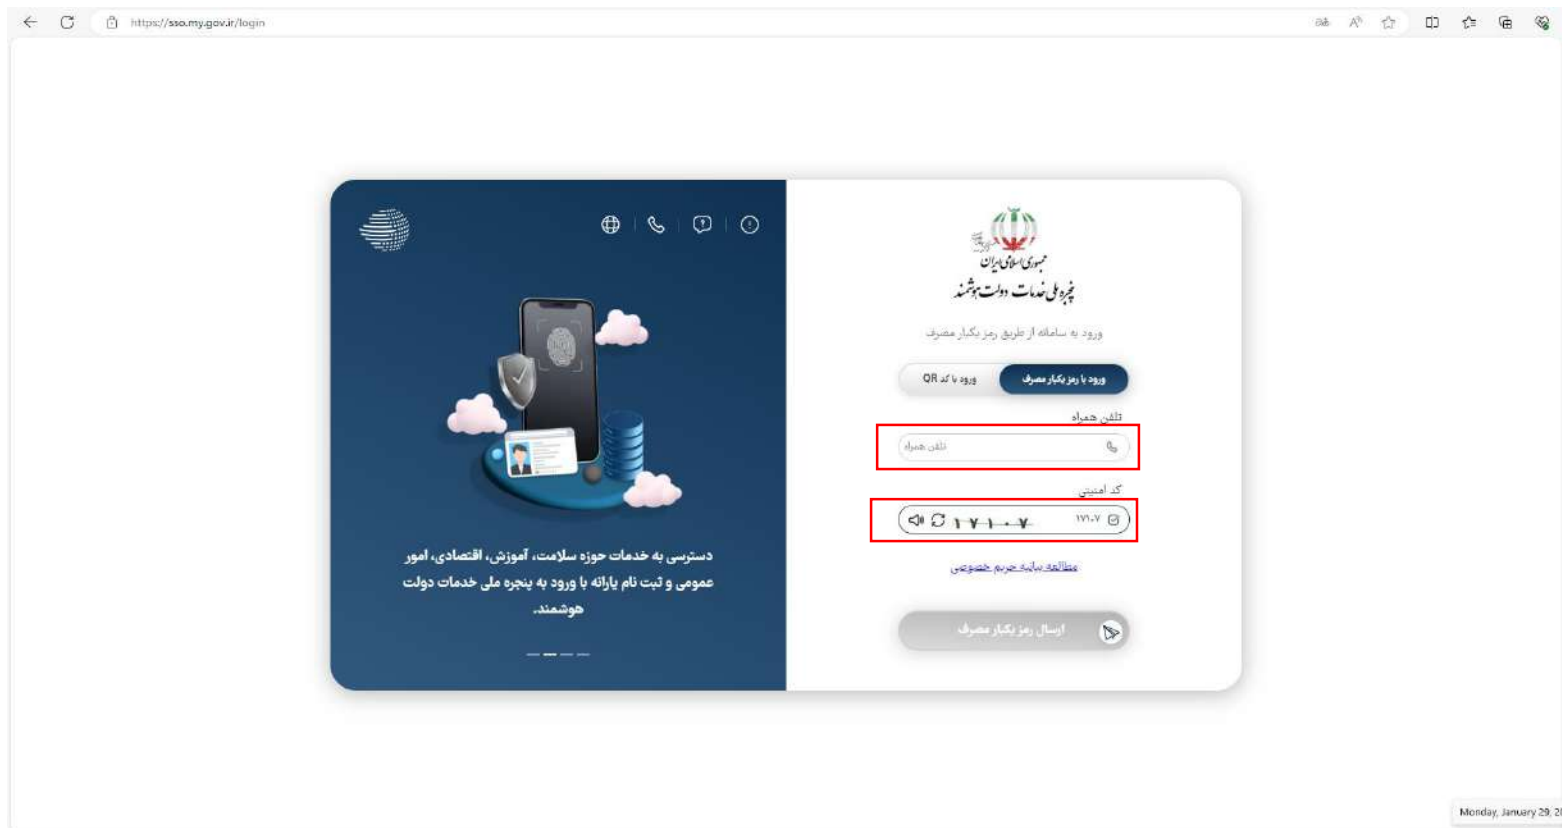 https://sso.my.gov.ir/login
جمهوری اسلامی ایران
پنجره ملی خدمات دولت هوشمند
ورود به سامانه از طریق رمز یکبار مصرف
ورود با رمز یکبار مصرف
ورود با کد QR
تلفن همراه
تلفن همراه
کد امنیتی
۱۷۱۰۷
۱۷۱۰۷
مطالعه بیانیه حریم خصوصی
ارسال رمز یکبار مصرف
دسترسی به خدمات حوزه سلامت، آموزش، اقتصادی، امور
عمومی و ثبت نام یارانه با ورود به پنجره ملی خدمات دولت
هوشمند.
Monday, January 29,